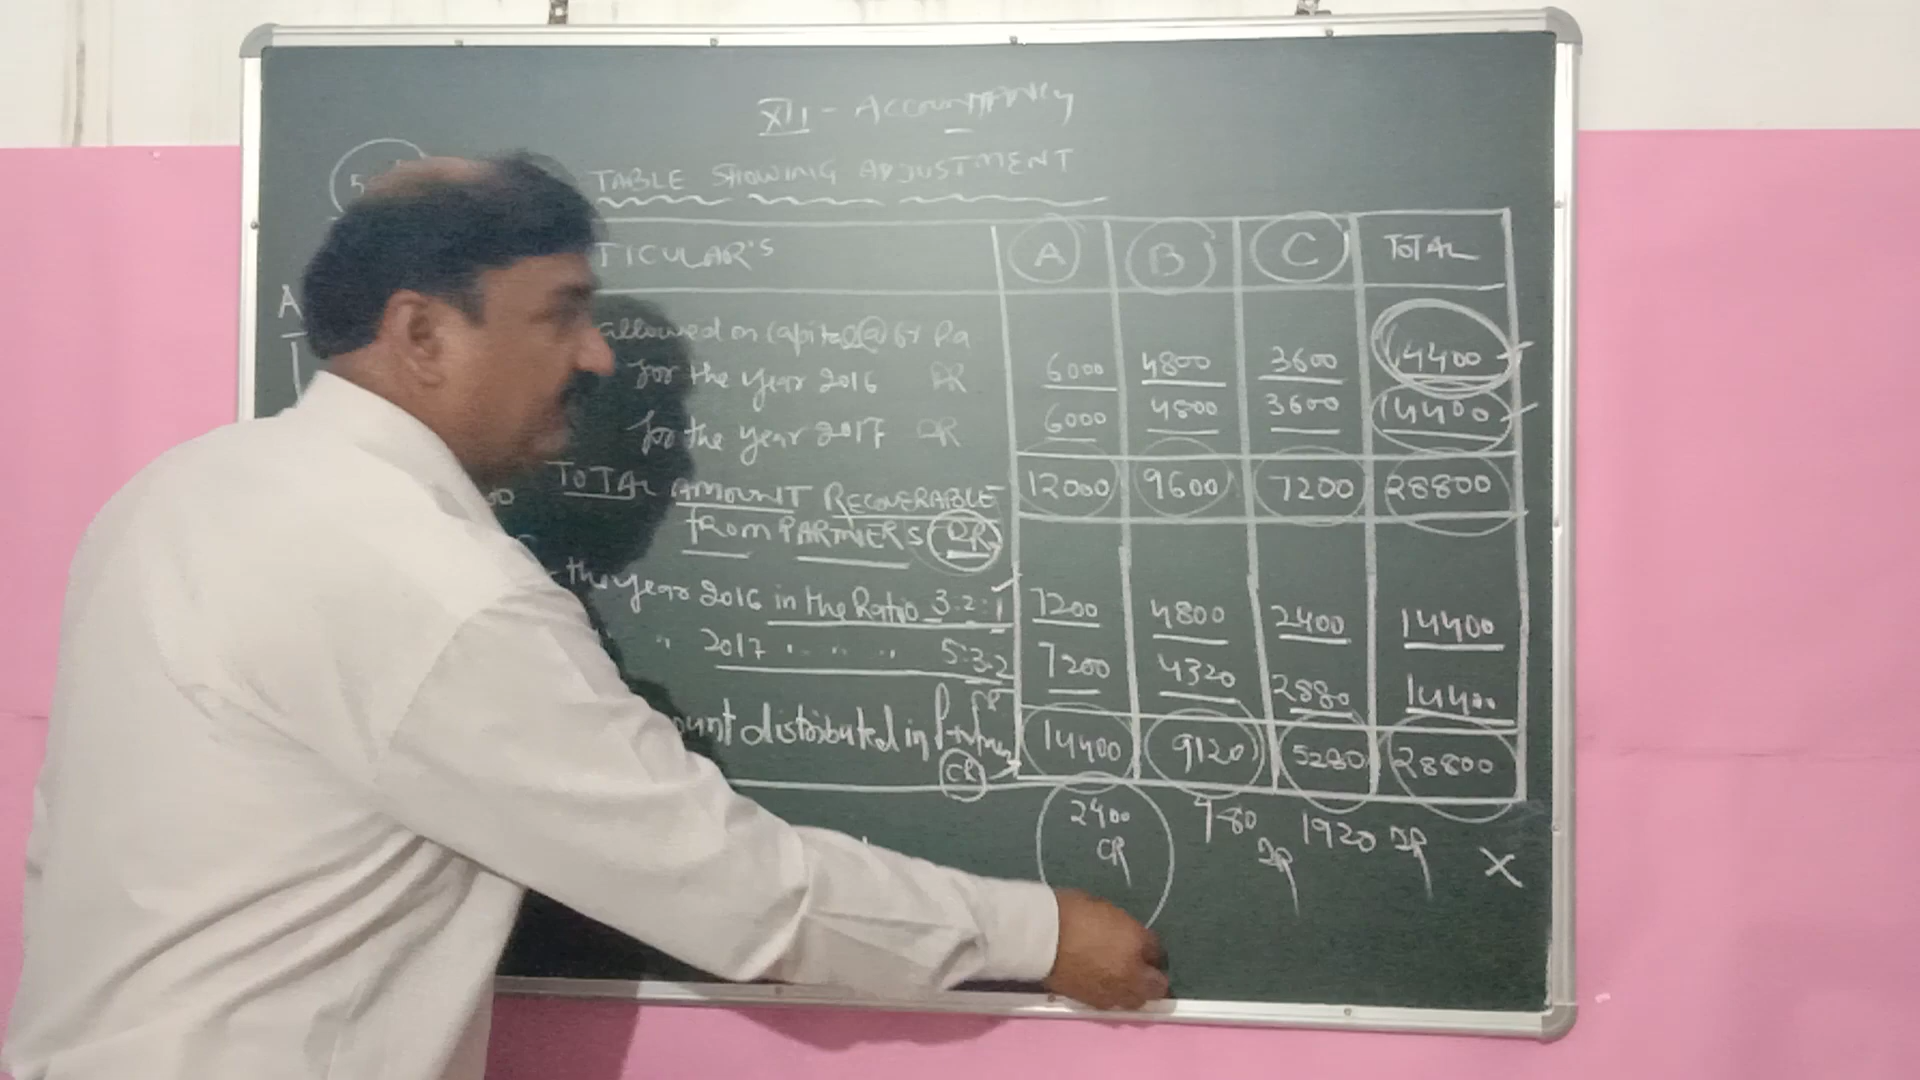 XII - ACCOUNTANCY
5
TABLE SHOWING ADJUSTMENT
TICULAR'S A B C TOTAL
A
allowed on Capital @ 6% Pa
for the year 2016 DR 6000 4800 3600 14400
for the year 2017 DR 6000 4800 3600 14400
TOTAL AMOUNT RECOVERABLE 12000 9600 7200 28800
from PARTNER'S DR
the year 2016 in the Ratio 3:2:1 7200 4800 2400 14400
" 2017 " " " 5:3:2 7200 4320 2880 14400
ount distributed in 14400 9120 5280 28800
CR
2400 480 1920 DR X
CR DR